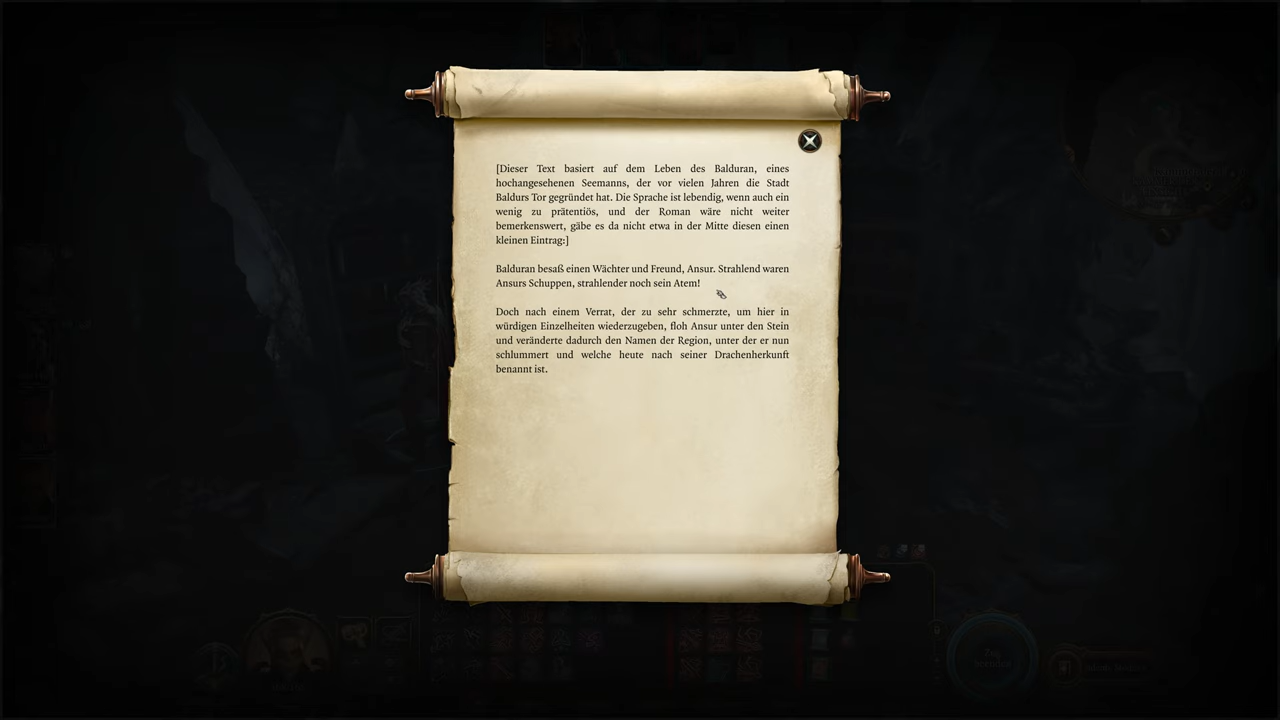 [Dieser Text basiert auf dem Leben des Balduran, eines
hochangesehenen Seemanns, der vor vielen Jahren die Stadt
Baldurs Tor gegründet hat. Die Sprache ist lebendig, wenn auch ein
wenig zu prätentiös, und der Roman wäre nicht weiter
bemerkenswert, gäbe es da nicht etwa in der Mitte diesen einen
kleinen Eintrag:]
Balduran besaß einen Wächter und Freund, Ansur. Strahlend waren
Ansurs Schuppen, strahlender noch sein Atem!
Doch nach einem Verrat, der zu sehr schmerzte, um hier in
würdigen Einzelheiten wiederzugeben, floh Ansur unter den Stein
und veränderte dadurch den Namen der Region, unter der er nun
schlummert und welche heute nach seiner Drachenherkunft
benannt ist.